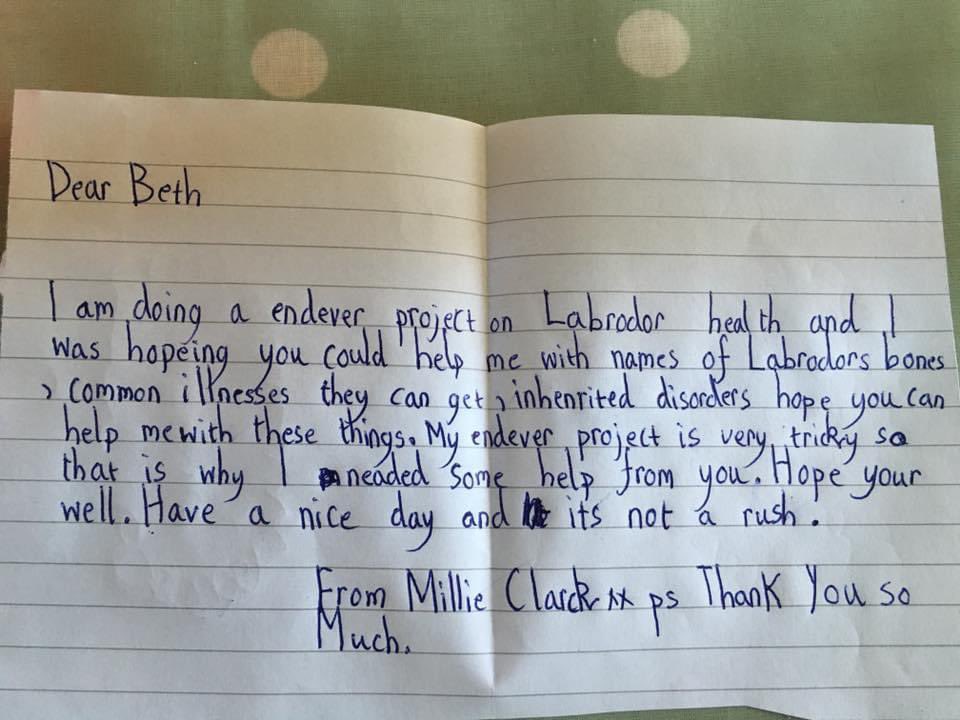 Dear Beth
I am doing a endever project on Labrodor health and I
was hopeing you could help me with names of Labrodors bones
, common illnesses they can get, inhenrited disorders hope you can
help me with these things. My endever project is very trickry so
that is why I neaded some help from you. Hope your
well. Have a nice day and its not a rush.
From Millie Clarck xx ps Thank You so
Much.